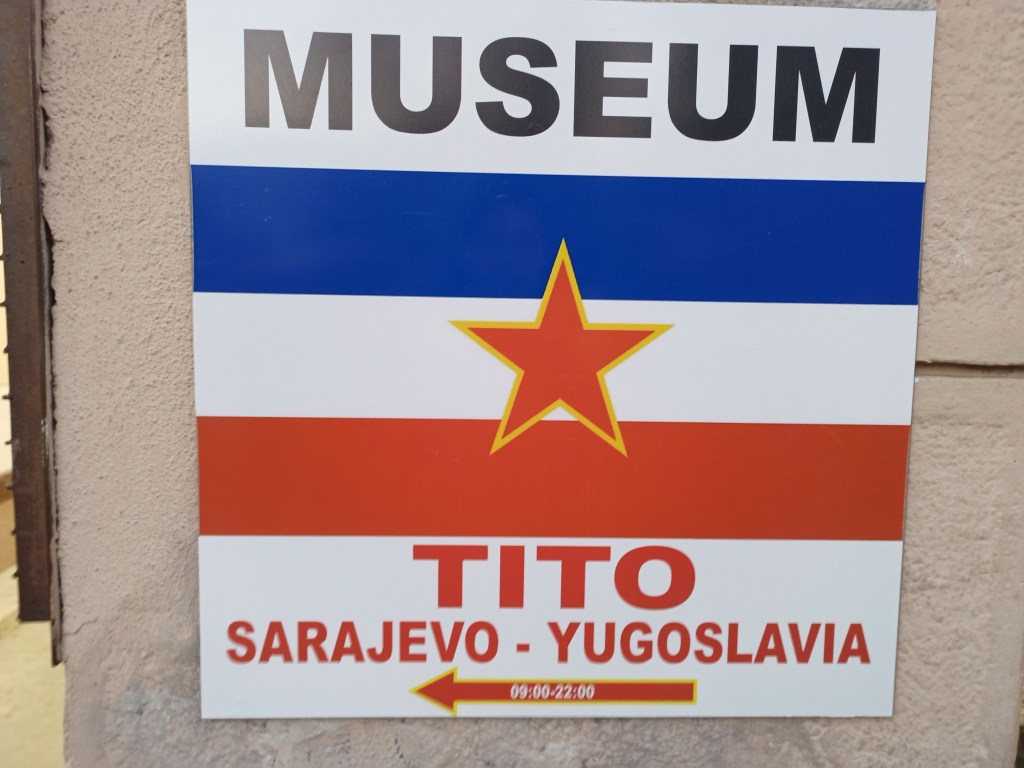 MUSEUM
TITO
SARAJEVO - YUGOSLAVIA
09:00-22:00